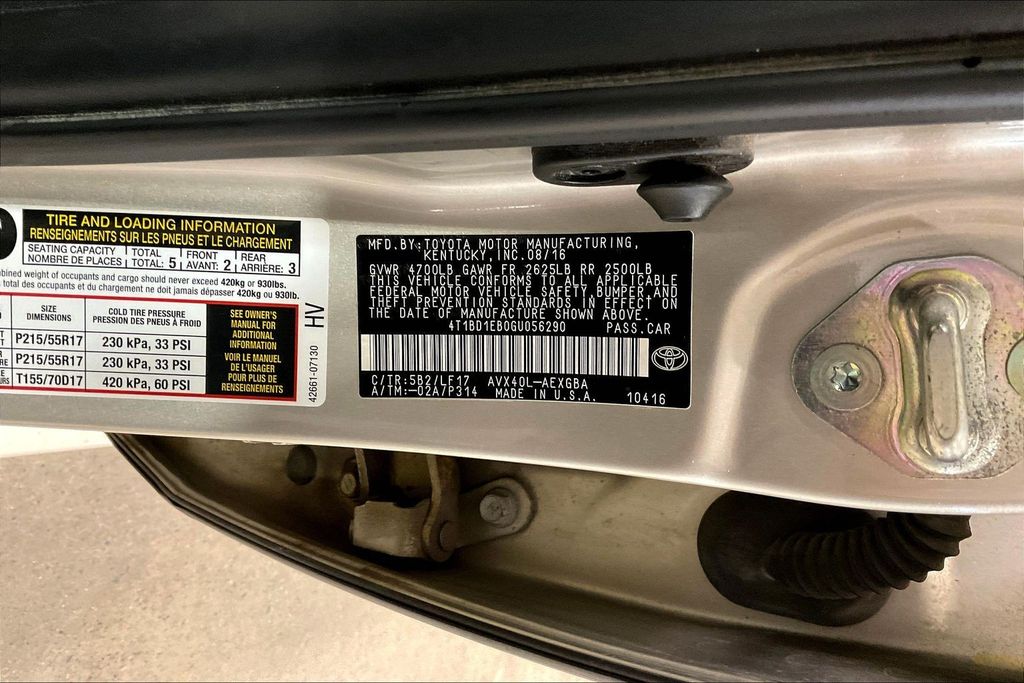 TIRE AND LOADING INFORMATION
RENSEIGNEMENTS SUR LES PNEUS ET LE CHARGEMENT
SEATING CAPACITY TOTAL FRONT REAR
NOMBRE DE PLACES TOTAL: 5 AVANT: 2 ARRIÈRE: 3
weight of occupants and cargo should never exceed 420kg or 930lbs.
total des occupants et du chargement ne doit jamais dépasser 420kg ou 930lb.
SIZE COLD TIRE PRESSURE
DIMENSIONS PRESSION DES PNEUS À FROID
P215/55R17 230 kPa, 33 PSI
P215/55R17 230 kPa, 33 PSI
T155/70D17 420 kPa, 60 PSI
SEE OWNER'S
MANUAL FOR
ADDITIONAL
INFORMATION
VOIR LE MANUEL
DE L'USAGER
POUR PLUS DE
RENSEIGNEMENTS
42661-07130 HV
MFD.BY:TOYOTA MOTOR MANUFACTURING,
KENTUCKY,INC.08/16
GVWR 4700LB GAWR FR 2625LB RR 2500LB
THIS VEHICLE CONFORMS TO ALL APPLICABLE
FEDERAL MOTOR VEHICLE SAFETY,BUMPER,AND
THEFT PREVENTION STANDARDS IN EFFECT ON
THE DATE OF MANUFACTURE SHOWN ABOVE.
4T1BD1EB0GU056290 PASS.CAR
C/TR:5B2/LF17 AVX40L-AEXGBA
A/TM:-02A/P314 MADE IN U.S.A. 10416